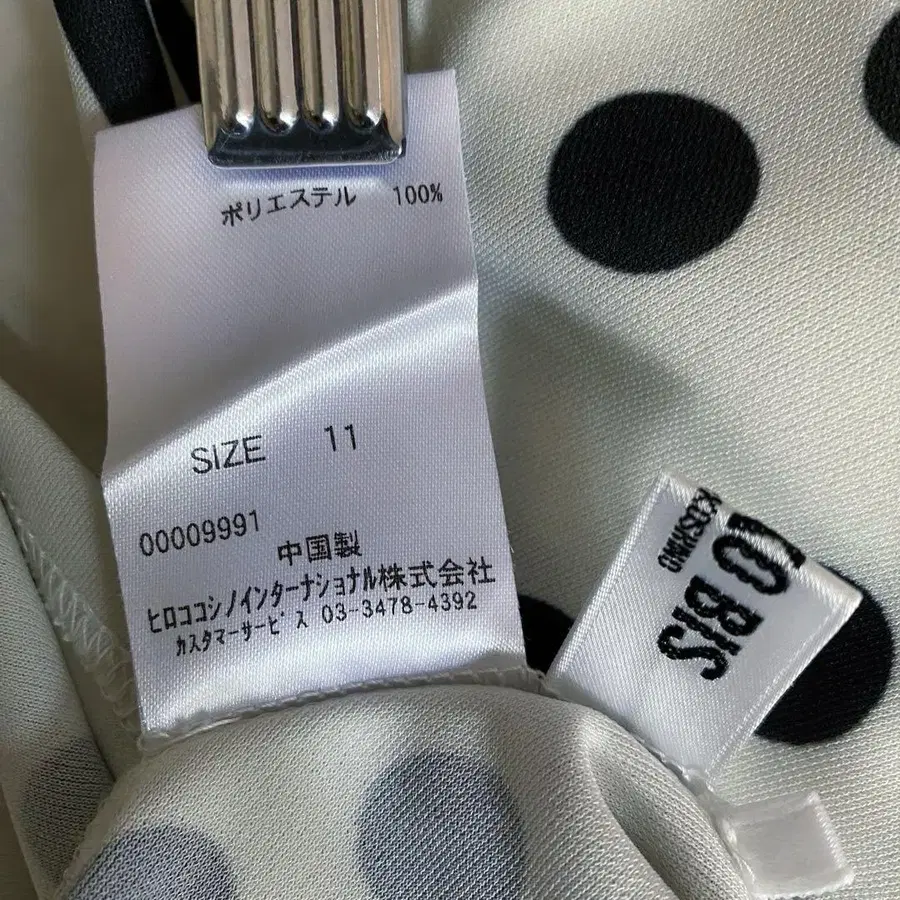 ポリエステル 100%
SIZE 11
00009991
中国製
ヒロココシノインターナショナル株式会社
カスタマーサービス 03-3478-4392
KOSHINO
BIS